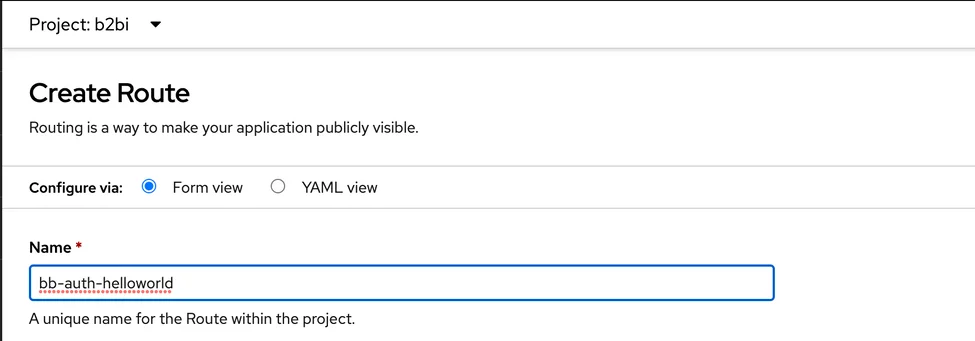 Project: b2bi
Create Route
Routing is a way to make your application publicly visible.
Configure via: Form view YAML view
Name *
bb-auth-helloworld
A unique name for the Route within the project.